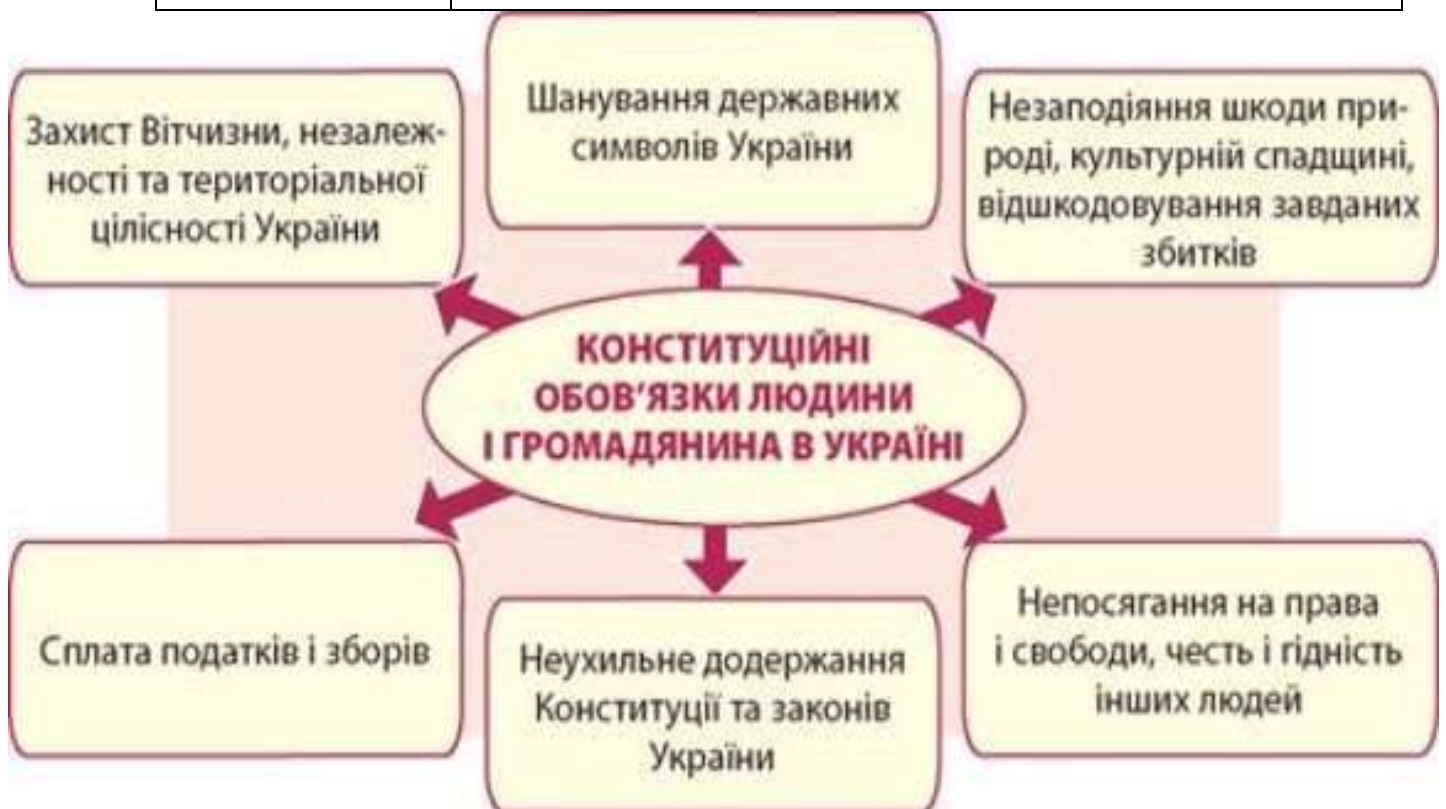 Захист Вітчизни, незалеж-
ності та територіальної
цілісності України
Шанування державних
символів України
Незаподіяння шкоди при-
роді, культурній спадщині,
відшкодовування завданих
збитків
КОНСТИТУЦІЙНІ
ОБОВ’ЯЗКИ ЛЮДИНИ
І ГРОМАДЯНИНА В УКРАЇНІ
Сплата податків і зборів
Неухильне додержання
Конституції та законів
України
Непосягання на права
і свободи, честь і гідність
інших людей